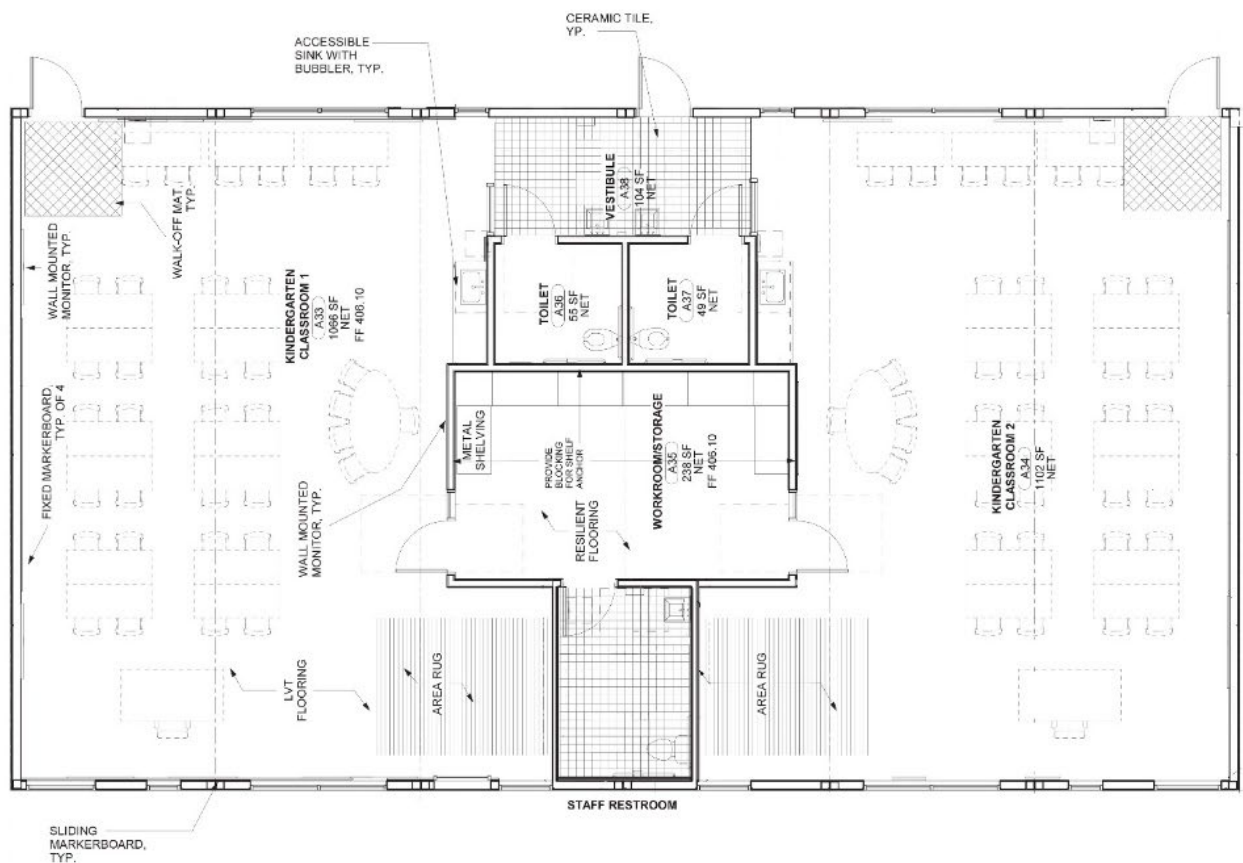 CERAMIC TILE,
YP.
ACCESSIBLE
SINK WITH
BUBBLER, TYP.
WALL MOUNTED
MONITOR, TYP.
WALK-OFF MAT,
TYP.
KINDERGARTEN
CLASSROOM 1
A33
1066 SF
NET
FF 406.10
VESTIBULE
A38
104 SF
NET
TOILET
A36
55 SF
NET
TOILET
A37
49 SF
NET
FIXED MARKERBOARD,
TYP. OF 4
WALL MOUNTED
MONITOR, TYP.
METAL
SHELVING
PROVIDE
BLOCKING
FOR SHELF
ANCHOR
WORKROOM/STORAGE
A35
238 SF
NET
FF 406.10
RESILIENT
FLOORING
KINDERGARTEN
CLASSROOM 2
A34
1102 SF
NET
LVT
FLOORING
AREA RUG
AREA RUG
STAFF RESTROOM
SLIDING
MARKERBOARD,
TYP.